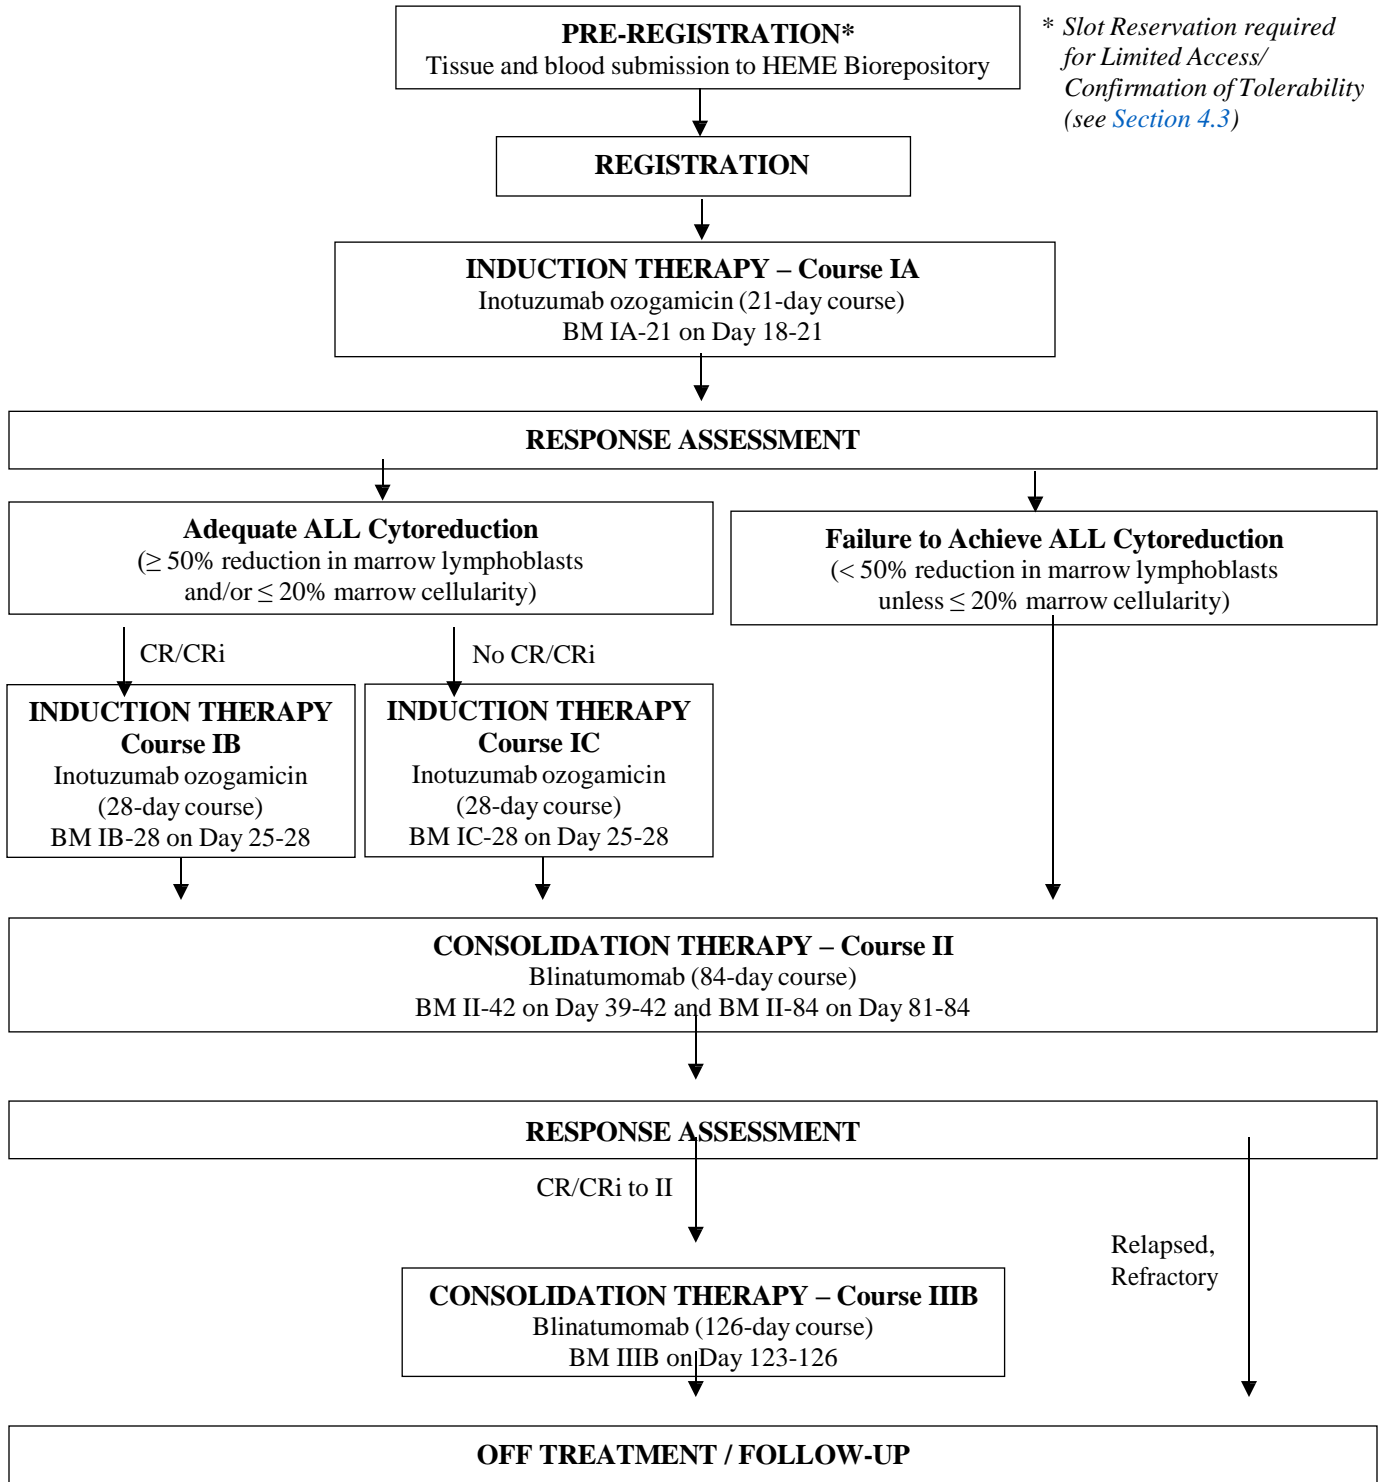 PRE-REGISTRATION*
Tissue and blood submission to HEME Biorepository
* Slot Reservation required
for Limited Access/
Confirmation of Tolerability
(see Section 4.3)
REGISTRATION
INDUCTION THERAPY – Course IA
Inotuzumab ozogamicin (21-day course)
BM IA-21 on Day 18-21
RESPONSE ASSESSMENT
Adequate ALL Cytoreduction
(≥ 50% reduction in marrow lymphoblasts
and/or ≤ 20% marrow cellularity)
Failure to Achieve ALL Cytoreduction
(< 50% reduction in marrow lymphoblasts
unless ≤ 20% marrow cellularity)
CR/CRi
No CR/CRi
INDUCTION THERAPY
Course IB
Inotuzumab ozogamicin
(28-day course)
BM IB-28 on Day 25-28
INDUCTION THERAPY
Course IC
Inotuzumab ozogamicin
(28-day course)
BM IC-28 on Day 25-28
CONSOLIDATION THERAPY – Course II
Blinatumomab (84-day course)
BM II-42 on Day 39-42 and BM II-84 on Day 81-84
RESPONSE ASSESSMENT
CR/CRi to II
Relapsed,
Refractory
CONSOLIDATION THERAPY – Course IIIB
Blinatumomab (126-day course)
BM IIIB on Day 123-126
OFF TREATMENT / FOLLOW-UP